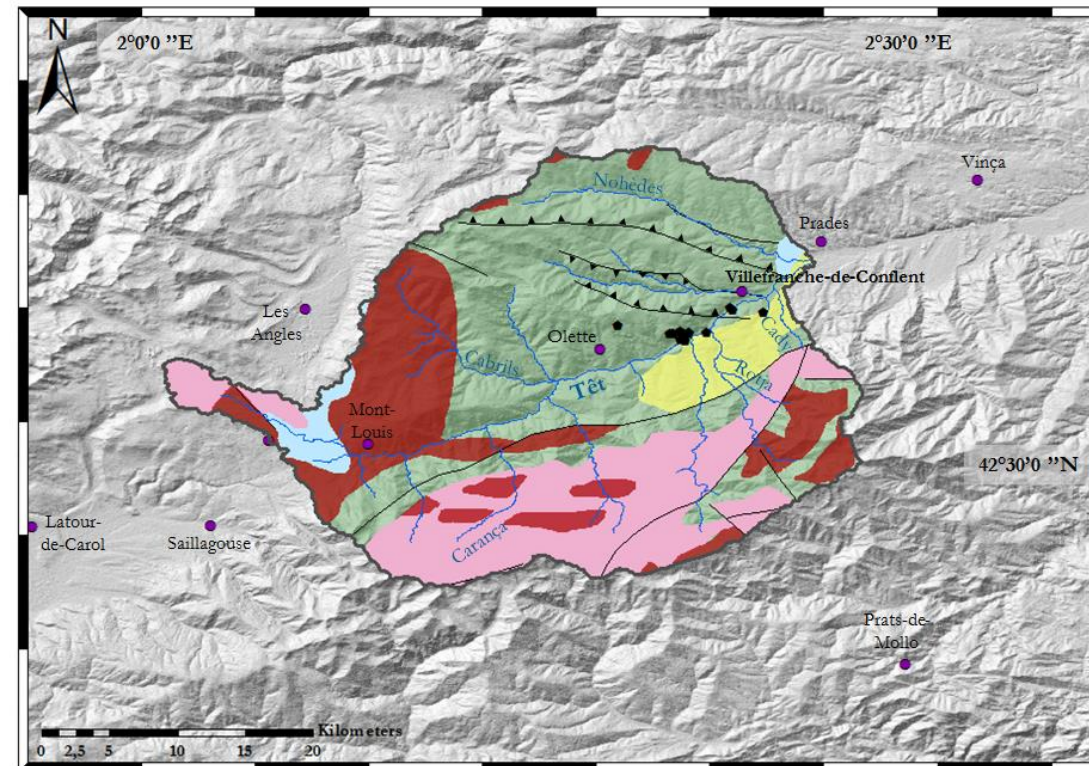 N
2°0'0 ”E
2°30'0 ”E
Vinça
Nohèdes
Prades
Villefranche-de-Conflent
Les
Angles
Olette
Cady
Cabrils
Têt
Rotja
Mont-
Louis
42°30'0 ”N
Latour-
de-Carol
Saillagouse
Carança
Prats-de-
Mollo
Kilometers
0 2,5 5 10 15 20